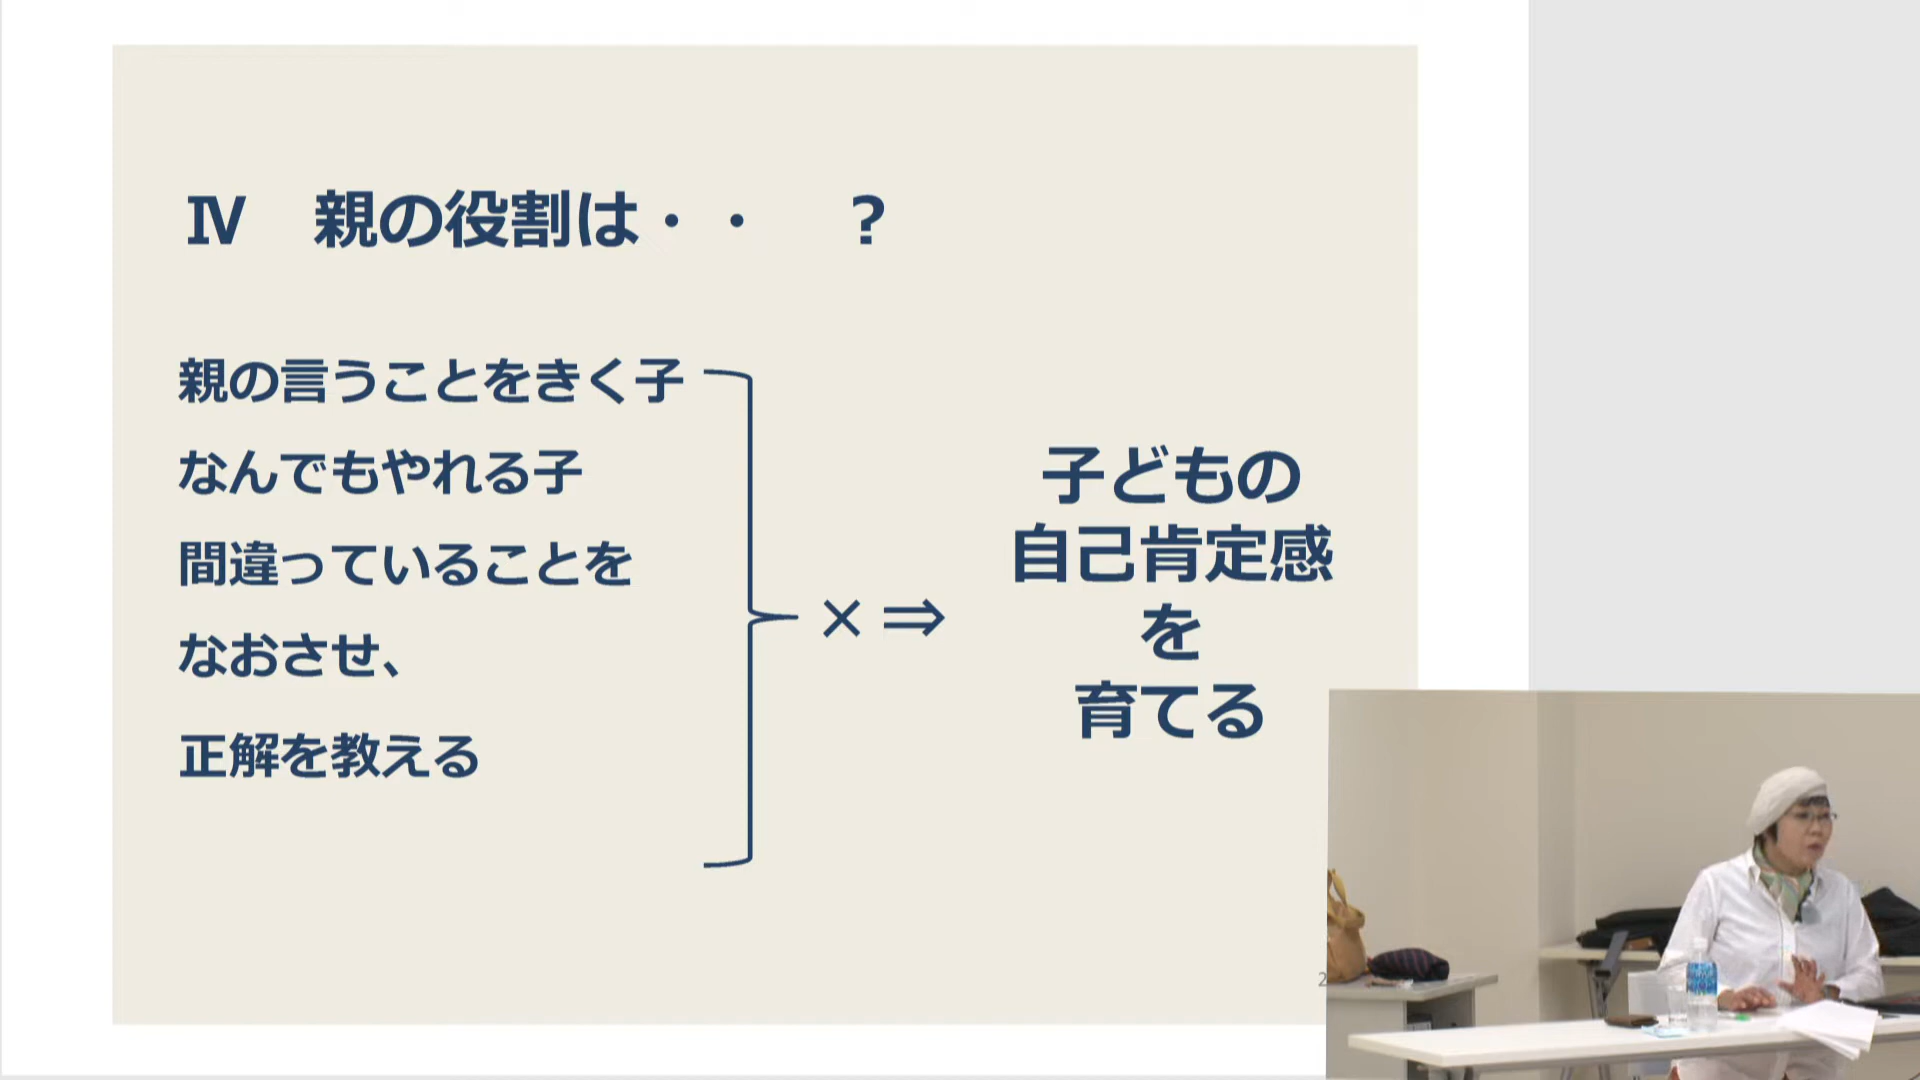 Ⅳ　親の役割は・・　？
親の言うことをきく子
なんでもやれる子
間違っていることを
なおさせ、
正解を教える
×⇒
子どもの
自己肯定感
を
育てる
2